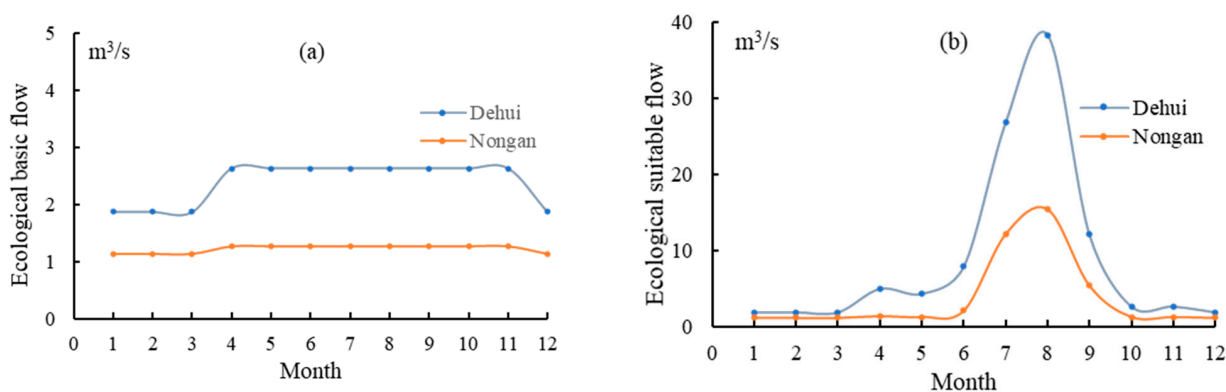 m³/s
(a)
5
4
3
2
1
0
Ecological basic flow
Dehui
Nongan
0 1 2 3 4 5 6 7 8 9 10 11 12
Month
m³/s
(b)
40
30
20
10
0
Ecological suitable flow
Dehui
Nongan
0 1 2 3 4 5 6 7 8 9 10 11 12
Month